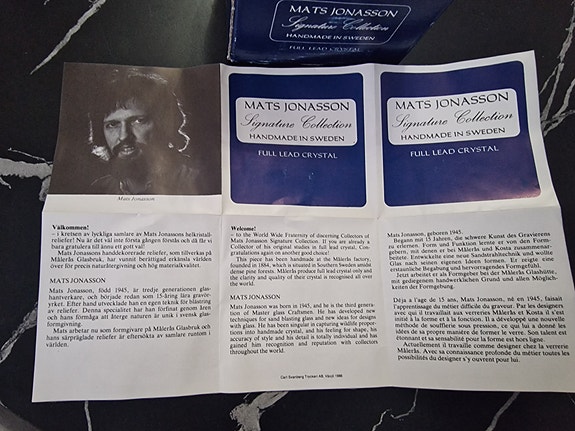 MATS JONASSON
Signature Collection
HANDMADE IN SWEDEN
FULL LEAD CRYSTAL
Mats Jonasson
Välkommen!
– i kretsen av lyckliga samlare av Mats Jonassons helkristall-
reliefer! Nu är det väl inte första gången förstås och då får vi
bara gratulera till ännu ett gott val!
Mats Jonassons handdekorerade reliefer, som tillverkas på
Målerås Glasbruk, har vunnit berättigad erkänsla världen
över för precis naturåtergivning och hög materialkvalitet.
MATS JONASSON
Mats Jonasson, född 1945, är tredje generationen glas-
hantverkare, och började redan som 15-åring lära gravör-
yrket. Efter hand utvecklade han en egen teknik för blästring
av reliefer. Denna specialitet har han förfinat genom åren
och hans förmåga att återge naturen är unik i svensk glas-
formgivning.
Mats arbetar nu som formgivare på Målerås Glasbruk och
hans särpräglade reliefer är eftersökta av samlare runtom i
världen.
MATS JONASSON
Signature Collection
HANDMADE IN SWEDEN
FULL LEAD CRYSTAL
Welcome!
– to the World Wide Fraternity of discerning Collectors of
Mats Jonasson Signature Collection. If you are already a
Collector of his original studies in full lead crystal, Con-
gratulations again on another good choice!
This piece has been handmade at the Målerås factory,
founded in 1884, which is situated in Southern Sweden amidst
dense pine forests. Målerås produce full lead crystal only and
the clarity and quality of their crystal is recognised all over
the world.
MATS JONASSON
Mats Jonasson was born in 1945, and he is the third genera-
tion of Master glass Craftsmen. He has developed new
techniques for sand blasting glass and new ideas for design
with glass. He has been singular in capturing wildlife propor-
tions into handmade crystal, and his feeling for shape, his
accuracy of style and his detail is totally individual and has
gained him recognition and reputation with collectors
throughout the world.
Carl-Svanberg Tryckeri AB, Växjö 1986
MATS JONASSON
Signature Collection
HANDMADE IN SWEDEN
FULL LEAD CRYSTAL
Mats Jonasson, geboren 1945.
Begann mit 15 Jahren, die schwere Kunst des Gravierens
zu erlernen. Form und Funktion lernte er von den Form-
gebern, mit denen er bei Målerås und Kosta zusammenar-
beitete. Entwickelte eine neue Sandstrahltechnik und wollte
Glas nach seinen eigenen Ideen formen. Er zeigte eine
erstaunliche Begabung und hervorragendes Formgefühl.
Jetzt arbeitet er als Formgeber bei der Målerås Glashütte,
mit gediegenem handwerklichen Grund und allen Möglich-
keiten der Formgebung.
Déja a l'age de 15 ans, Mats Jonasson, né en 1945, faisait
l'apprentissage du métier difficile du graveur. Par les designers
avec qui il travaillait aux verreries Målerås et Kosta il s'est
initié à la forme et à la fonction. Il a développé une nouvelle
méthode de soufflerie sous pression, ce qui lui a donné les
idées de sa propre manière de former le verre. Son talent est
étonnant et sa sensibilité pour la forme est hors ligne.
Actuellement il travaille comme designer chez la verrerie
Målerås. Avec sa connaissance profonde du métier toutes les
possibilités du designer s'y ouvrent pour lui.